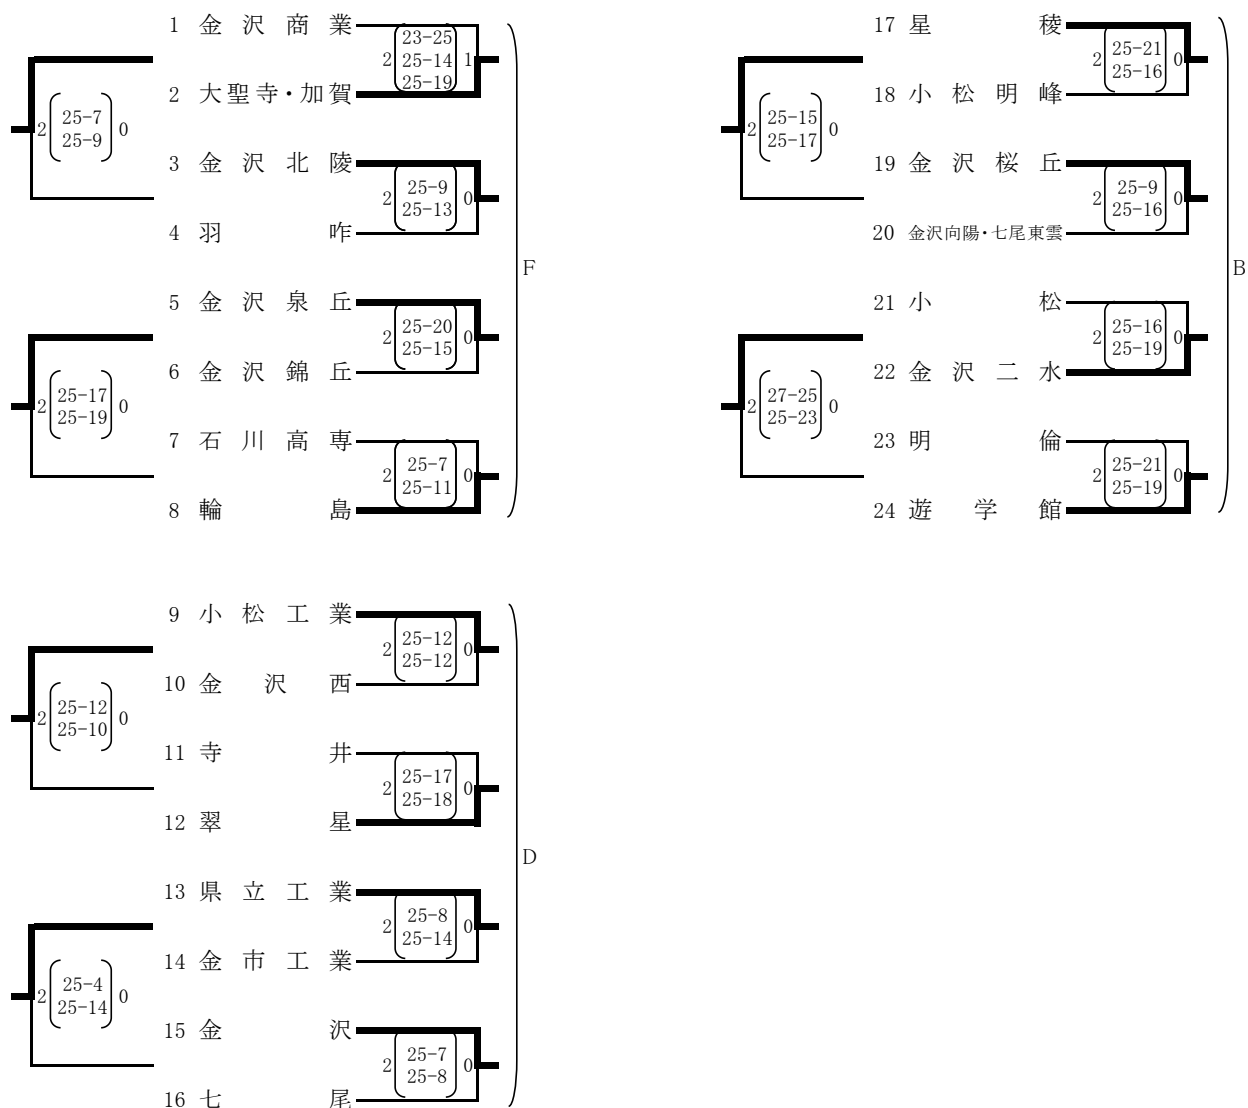 1 金沢商業
2 23-25 1
25-14
25-19
2 大聖寺・加賀
2 25-7 0
25-9
3 金沢北陵
2 25-9 0
25-13
4 羽咋
F
5 金沢泉丘
2 25-20 0
25-15
6 金沢錦丘
2 25-17 0
25-19
7 石川高専
2 25-7 0
25-11
8 輪島
9 小松工業
2 25-12 0
25-12
10 金沢西
2 25-12 0
25-10
11 寺井
2 25-17 0
25-18
12 翠星
D
13 県立工業
2 25-8 0
25-14
14 金市工業
2 25-4 0
25-14
15 金沢
2 25-7 0
25-8
16 七尾
17 星稜
2 25-21 0
25-16
18 小松明峰
2 25-15 0
25-17
19 金沢桜丘
2 25-9 0
25-16
20 金沢向陽・七尾東雲
B
21 小松
2 25-16 0
25-19
22 金沢二水
2 27-25 0
25-23
23 明倫
2 25-21 0
25-19
24 遊学館